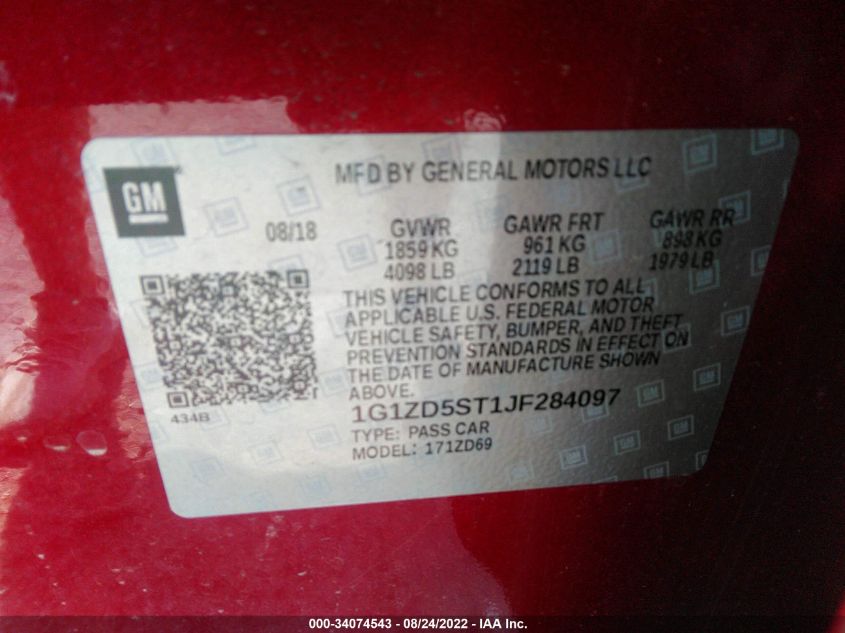 GM
MFD BY GENERAL MOTORS LLC
08/18
GVWR GAWR FRT GAWR RR
1859 KG 961 KG 898 KG
4098 LB 2119 LB 1979 LB
THIS VEHICLE CONFORMS TO ALL
APPLICABLE U.S. FEDERAL MOTOR
VEHICLE SAFETY, BUMPER, AND THEFT
PREVENTION STANDARDS IN EFFECT ON
THE DATE OF MANUFACTURE SHOWN
ABOVE.
434B
1G1ZD5ST1JF284097
TYPE: PASS CAR
MODEL: 171ZD69
000-34074543 - 08/24/2022 - IAA Inc.